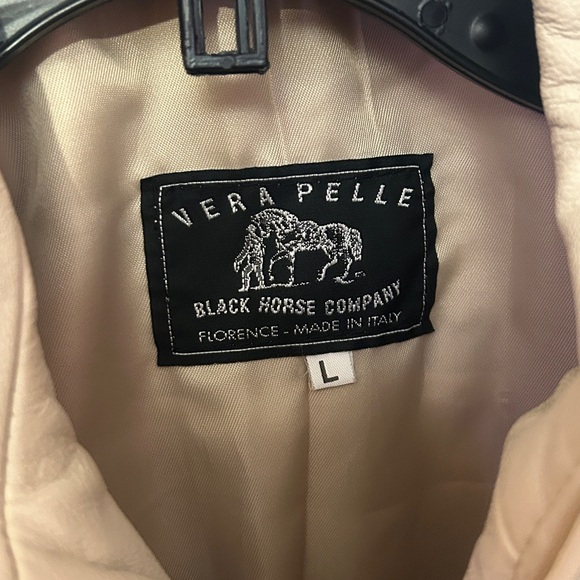 VERA PELLE
BLACK HORSE COMPANY
FLORENCE - MADE IN ITALY
L